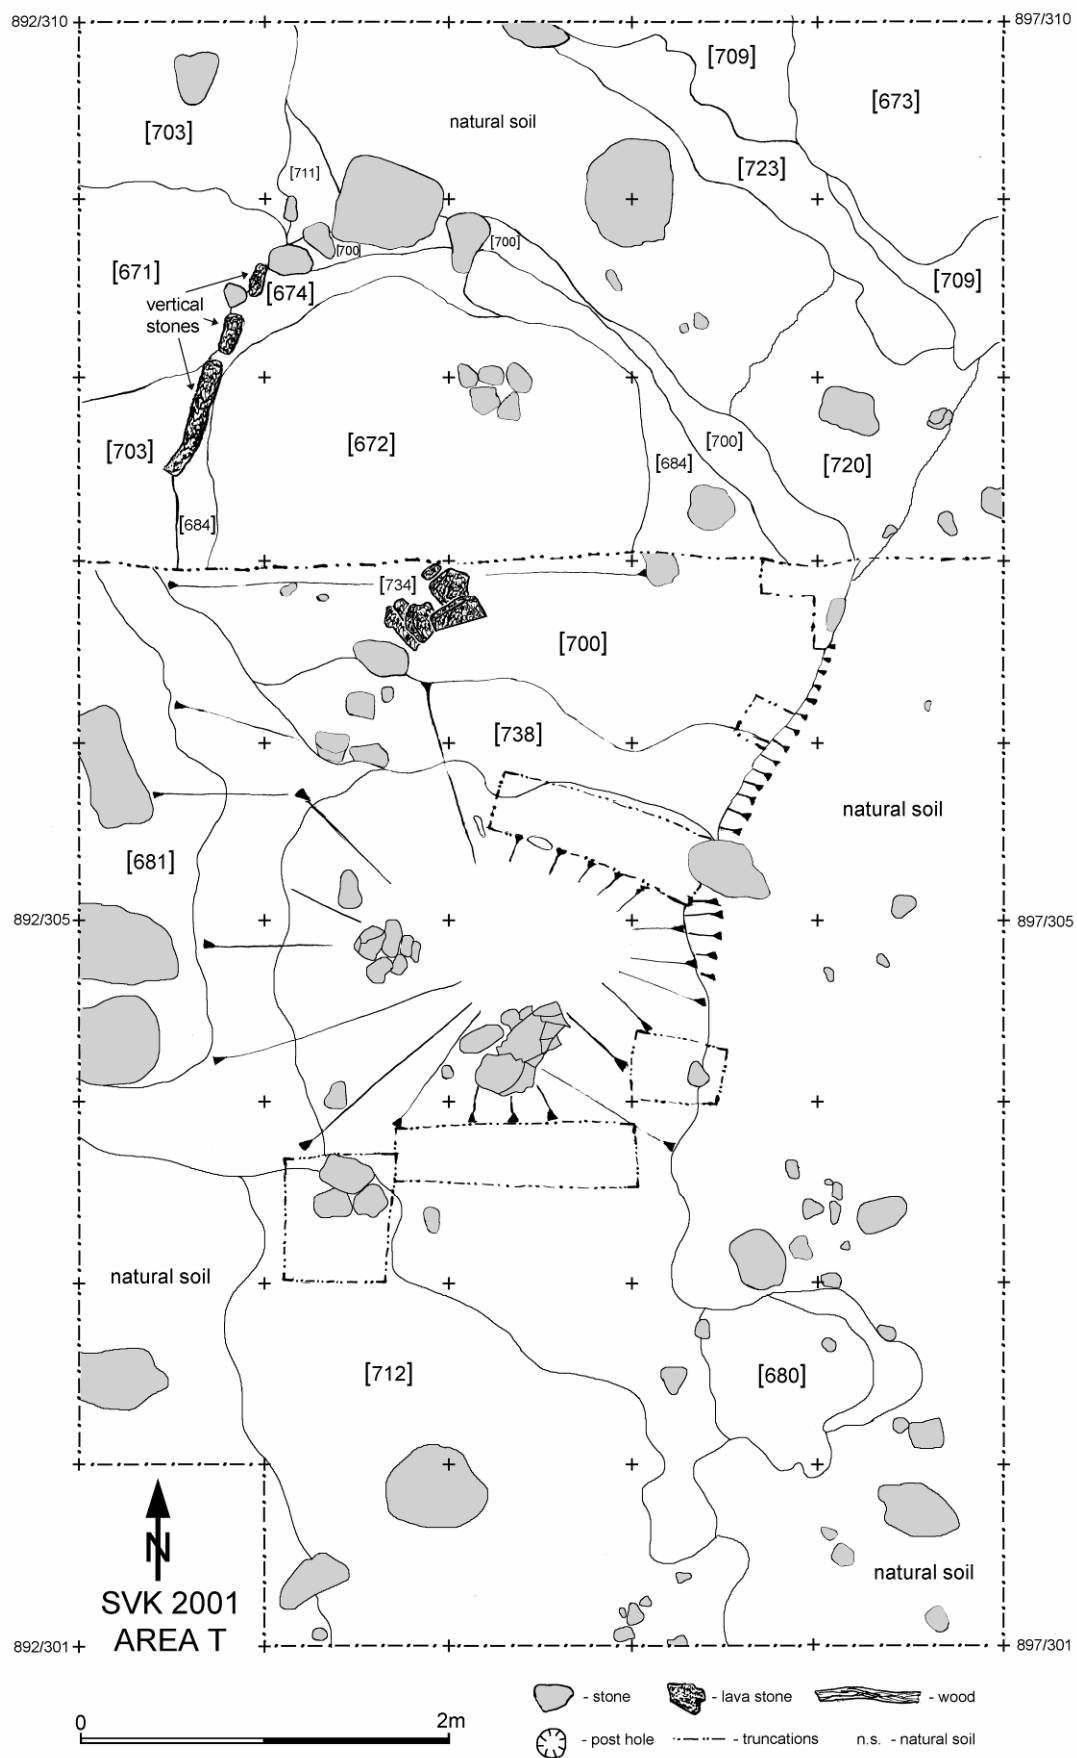 892/310
897/310
[709]
[673]
[703]
natural soil
[723]
[711]
[700]
[700]
[671]
[674]
[709]
vertical
stones
[703]
[672]
[700]
[684]
[720]
[684]
[734]
[700]
[738]
natural soil
[681]
892/305
897/305
natural soil
[712]
[680]
N
SVK 2001
AREA T
natural soil
892/301
897/301
- stone
- lava stone
- wood
0
2m
- post hole
- truncations
n.s. - natural soil